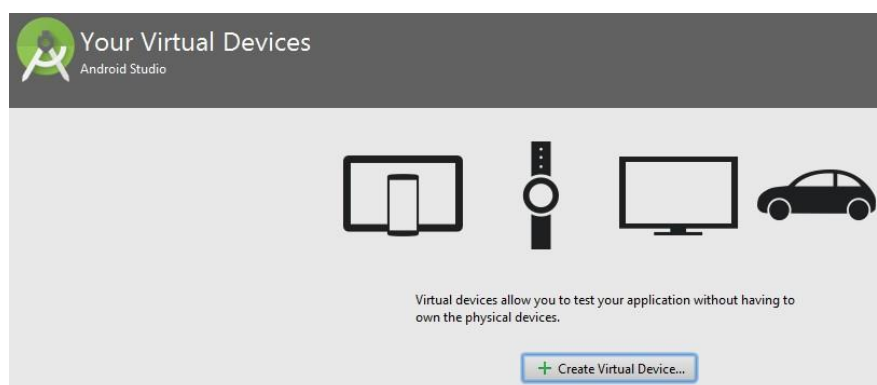 Your Virtual Devices
Android Studio
Virtual devices allow you to test your application without having to
own the physical devices.
+ Create Virtual Device...